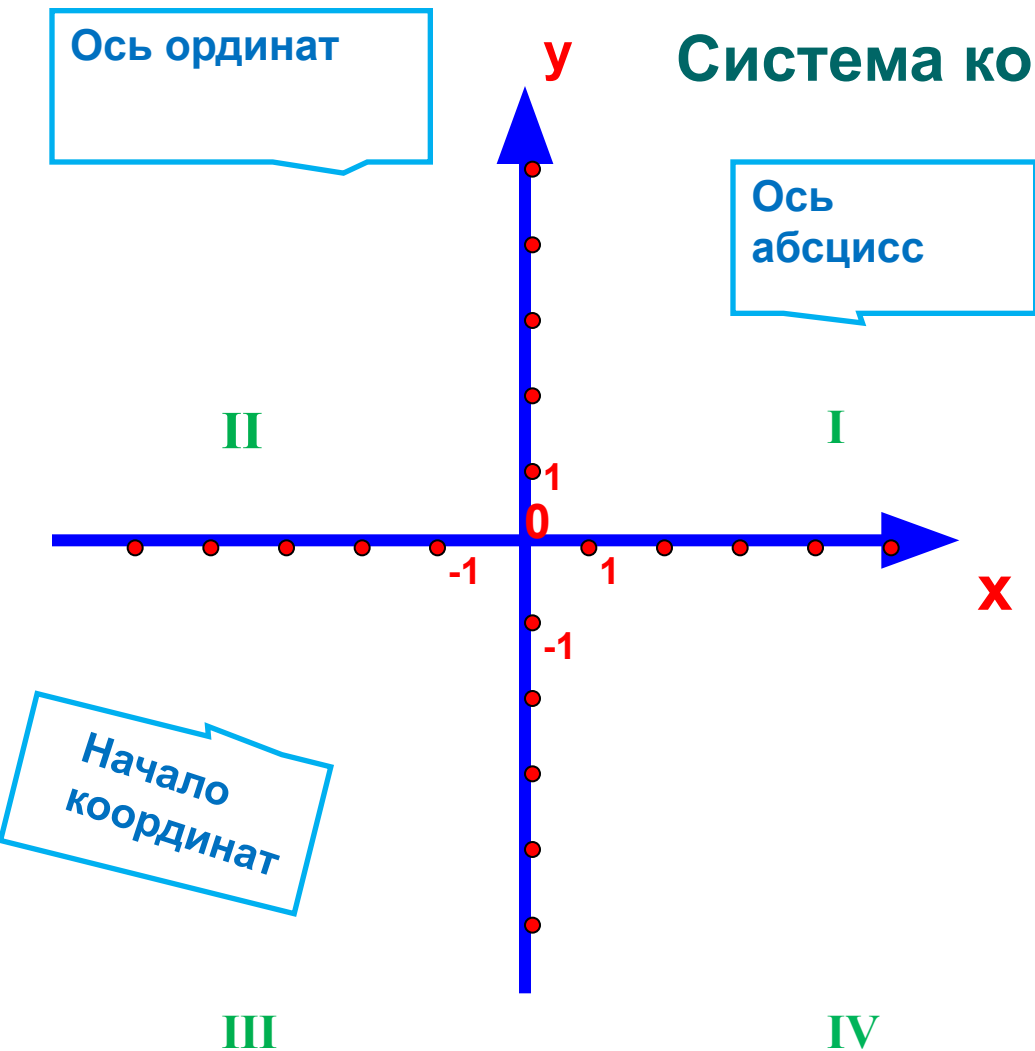 Ось ординат
y
Система ко
Ось
абсцисс
II
I
1
0
-1
1
x
-1
Начало
координат
III
IV